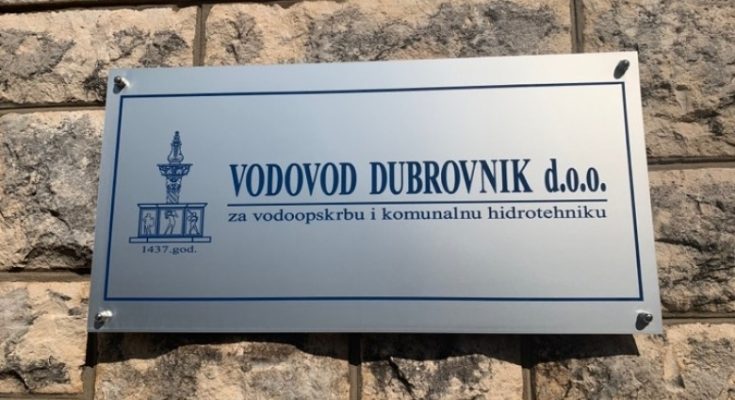 VODOVOD DUBROVNIK d.o.o.
za vodoopskrbu i komunalnu hidrotehniku
1437.god.